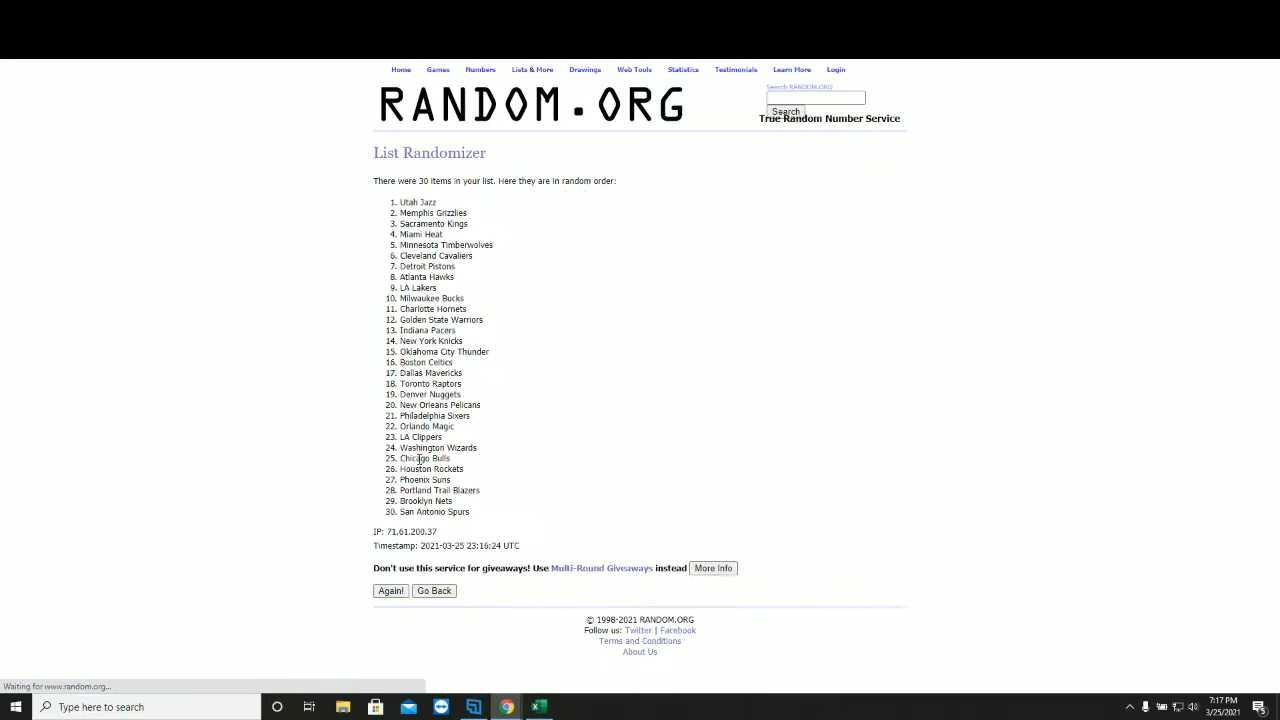 Home Games Numbers Lists & More Drawings Web Tools Statistics Testimonials Learn More Login
Search RANDOM.ORG
RANDOM.ORG
Search
True Random Number Service
List Randomizer
There were 30 items in your list. Here they are in random order:
1. Utah Jazz
2. Memphis Grizzlies
3. Sacramento Kings
4. Miami Heat
5. Minnesota Timberwolves
6. Cleveland Cavaliers
7. Detroit Pistons
8. Atlanta Hawks
9. LA Lakers
10. Milwaukee Bucks
11. Charlotte Hornets
12. Golden State Warriors
13. Indiana Pacers
14. New York Knicks
15. Oklahoma City Thunder
16. Boston Celtics
17. Dallas Mavericks
18. Toronto Raptors
19. Denver Nuggets
20. New Orleans Pelicans
21. Philadelphia Sixers
22. Orlando Magic
23. LA Clippers
24. Washington Wizards
25. Chicago Bulls
26. Houston Rockets
27. Phoenix Suns
28. Portland Trail Blazers
29. Brooklyn Nets
30. San Antonio Spurs
IP: 71.61.200.37
Timestamp: 2021-03-25 23:16:24 UTC
Don't use this service for giveaways! Use Multi-Round Giveaways instead More Info
Again! Go Back
© 1998-2021 RANDOM.ORG
Follow us: Twitter | Facebook
Terms and Conditions
About Us
Waiting for www.random.org...
Type here to search
7:17 PM
3/25/2021
5